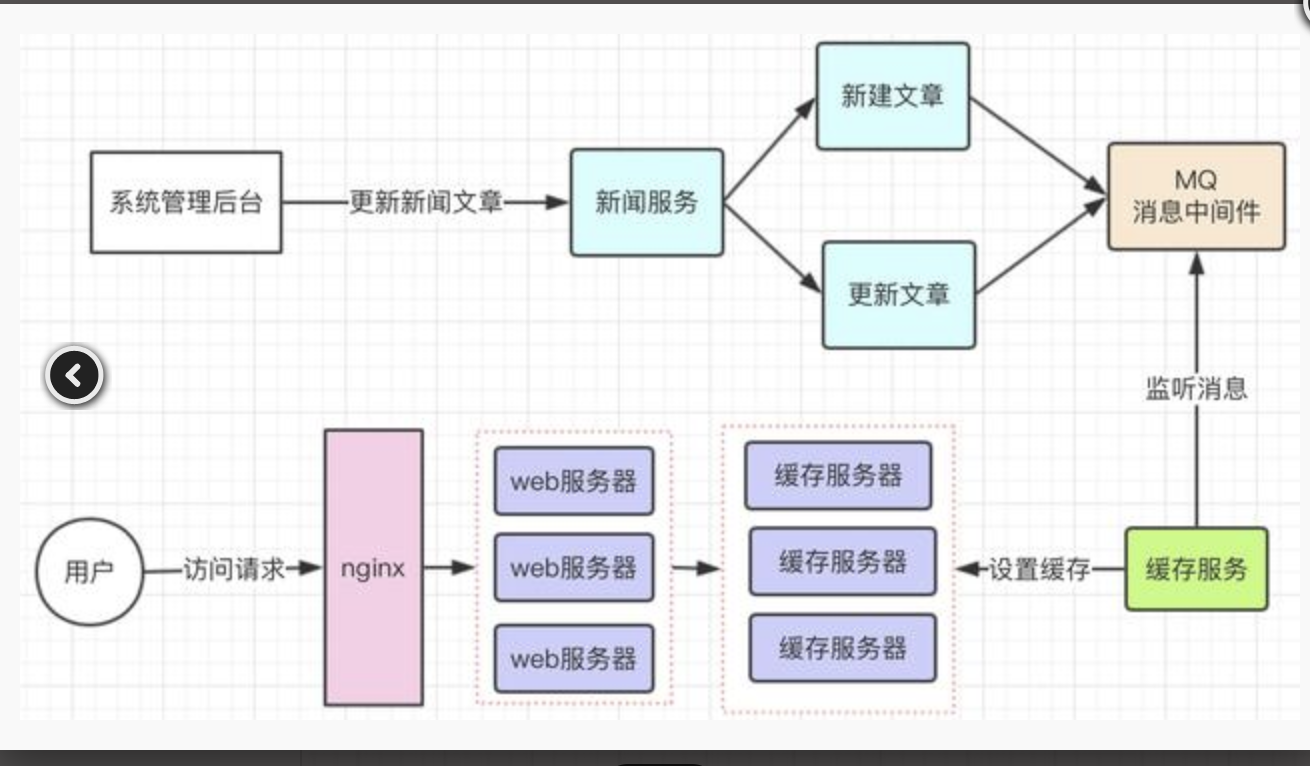 新建文章
系统管理后台
更新新闻文章
新闻服务
MQ
消息中间件
更新文章
监听消息
用户
访问请求
nginx
web服务器
web服务器
web服务器
缓存服务器
缓存服务器
缓存服务器
设置缓存
缓存服务